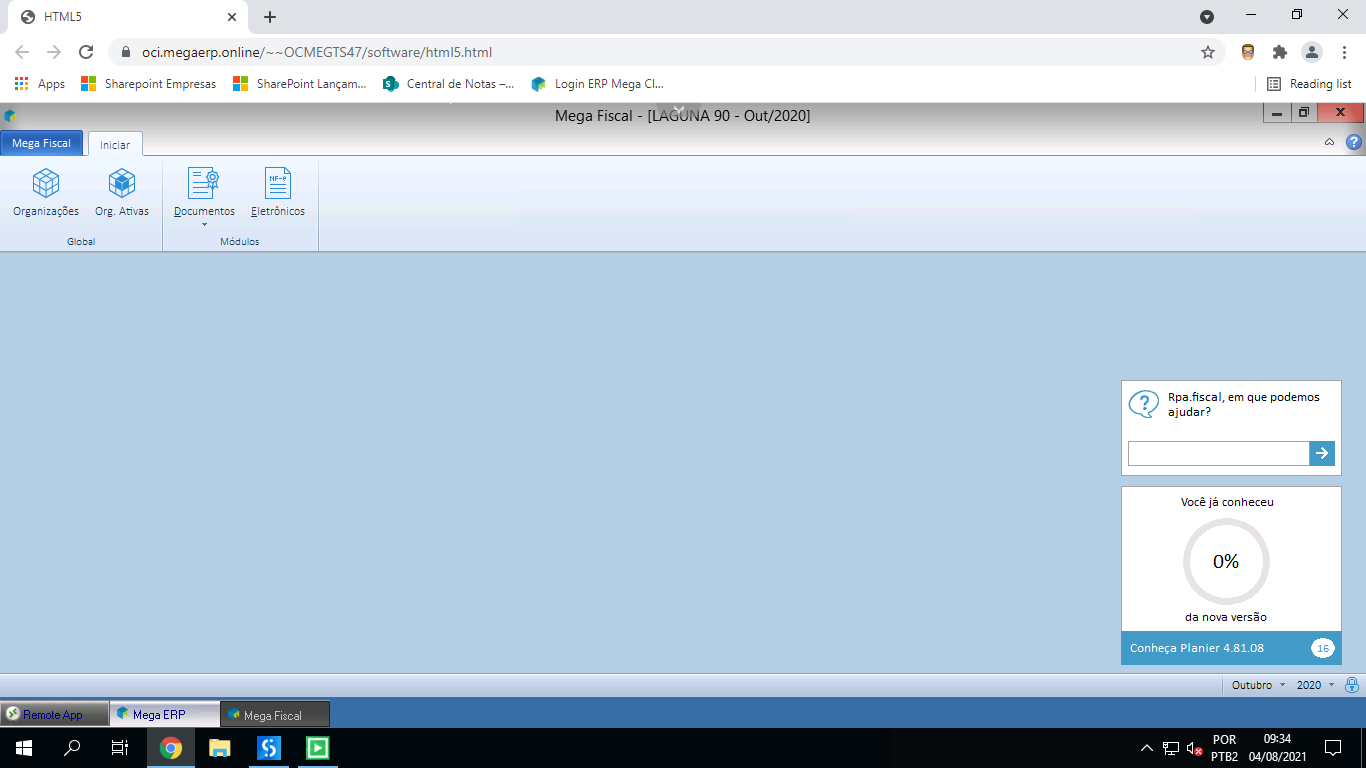 HTML5
oci.megaerp.online/~~OCMEGTS47/software/html5.html
Apps
Sharepoint Empresas
SharePoint Lançam...
Central de Notas –...
Login ERP Mega Cl...
Reading list
Mega Fiscal - [LAGUNA 90 - Out/2020]
Mega Fiscal
Iniciar
Organizações
Org. Ativas
Documentos
NF-e
Eletrônicos
Global
Módulos
Rpa.fiscal, em que podemos
ajudar?
Você já conheceu
0%
da nova versão
Conheça Planier 4.81.08
16
Outubro
2020
Remote App
Mega ERP
Mega Fiscal
POR
PTB2
09:34
04/08/2021